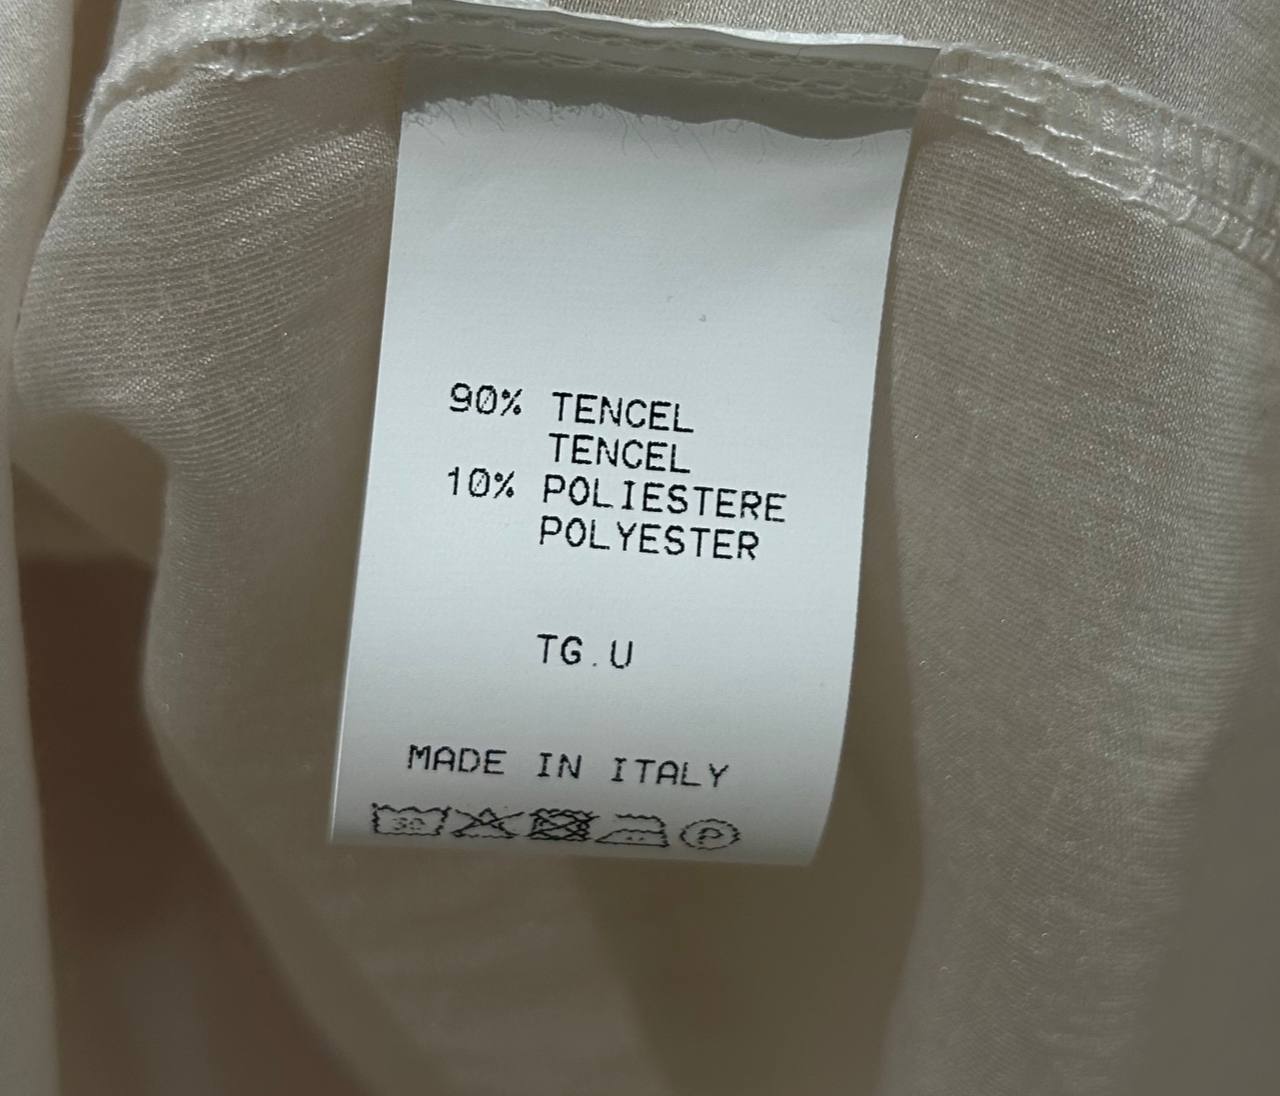 90% TENCEL
TENCEL
10% POLIESTERE
POLYESTER
TG.U
MADE IN ITALY
30 P